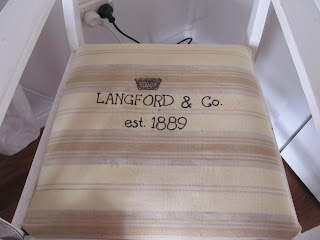 LANGFORD & Co.
est. 1889